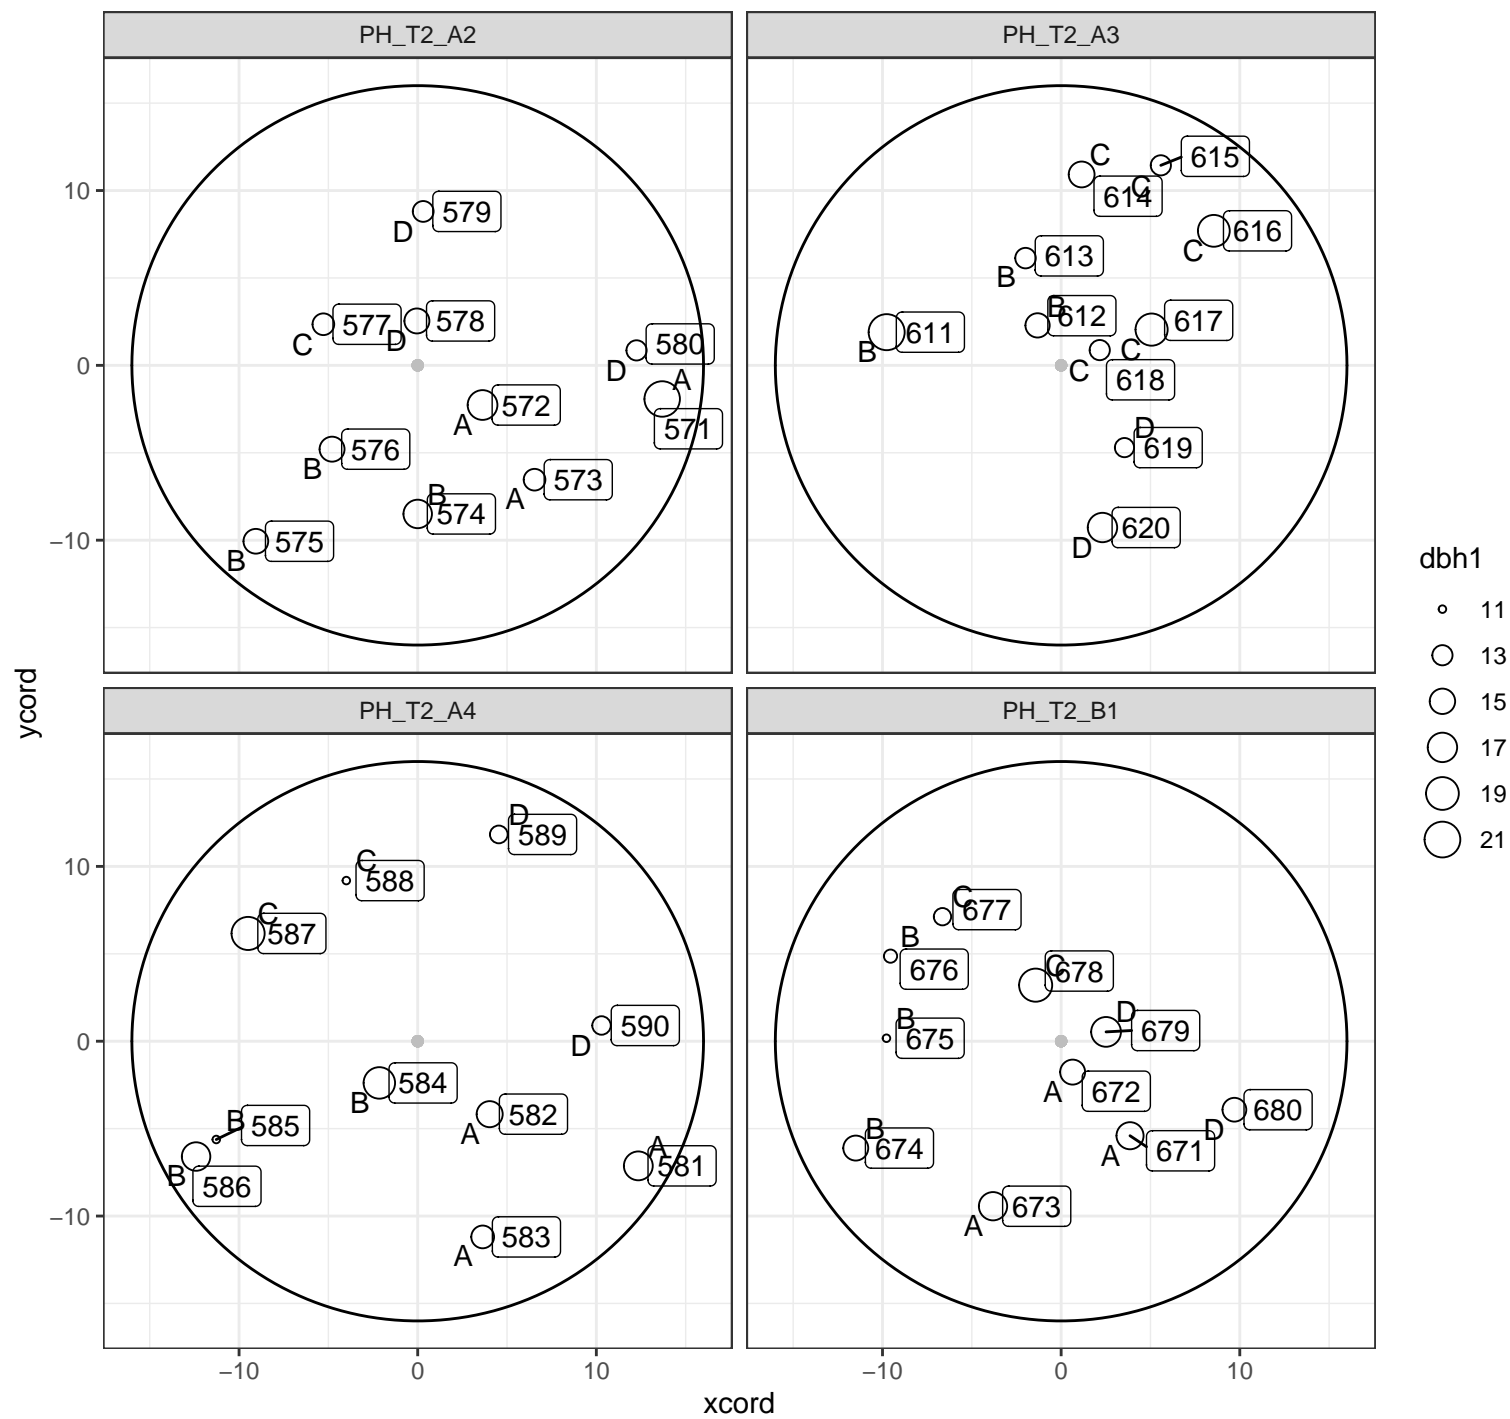 PH_T2_A2
PH_T2_A3
10
0
−10
D
579
577
578
C
D
580
D
A
571
572
A
576
B
573
A
B
574
575
B
C
614
615
C
616
C
613
B
B
612
611
B
617
C
618
C
D
619
620
D
ycord
PH_T2_A4
PH_T2_B1
10
0
−10
D
589
C
588
C
587
590
D
584
B
582
A
B
585
B
586
A
581
583
A
C
677
B
676
C
678
B
675
D
679
A
672
680
D
B
674
A
671
673
A
−10
0
10
−10
0
10
xcord
dbh1
11
13
15
17
19
21